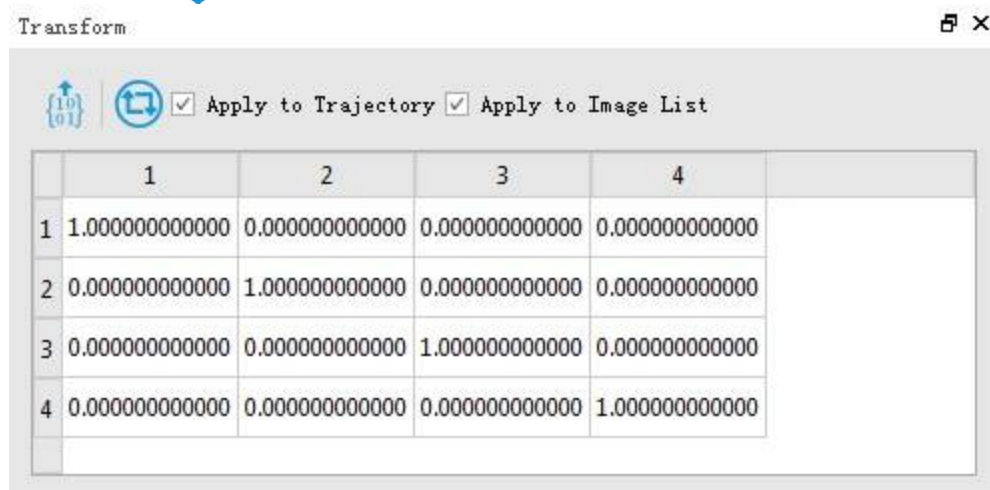 Transform
{10 01} Apply to Trajectory Apply to Image List
1 2 3 4
1 1.000000000000 0.000000000000 0.000000000000 0.000000000000
2 0.000000000000 1.000000000000 0.000000000000 0.000000000000
3 0.000000000000 0.000000000000 1.000000000000 0.000000000000
4 0.000000000000 0.000000000000 0.000000000000 1.000000000000